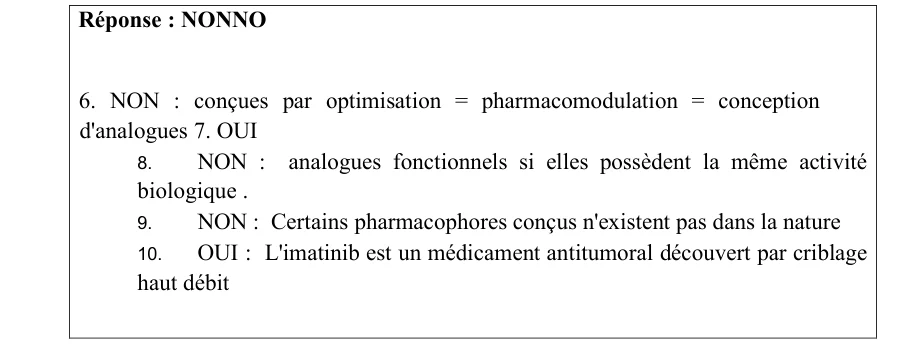 Réponse : NONNO
6. NON : conçues par optimisation = pharmacomodulation = conception
d'analogues 7. OUI
8. NON : analogues fonctionnels si elles possèdent la même activité
biologique .
9. NON : Certains pharmacophores conçus n'existent pas dans la nature
10. OUI : L'imatinib est un médicament antitumoral découvert par criblage
haut débit